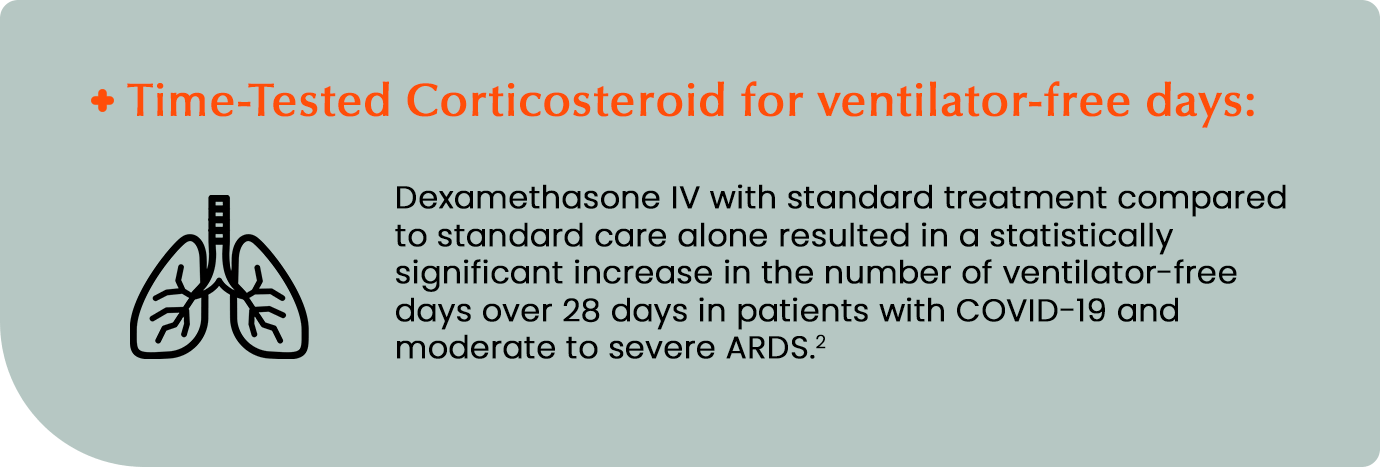 + Time-Tested Corticosteroid for ventilator-free days:
Dexamethasone IV with standard treatment compared
to standard care alone resulted in a statistically
significant increase in the number of ventilator-free
days over 28 days in patients with COVID-19 and
moderate to severe ARDS.²